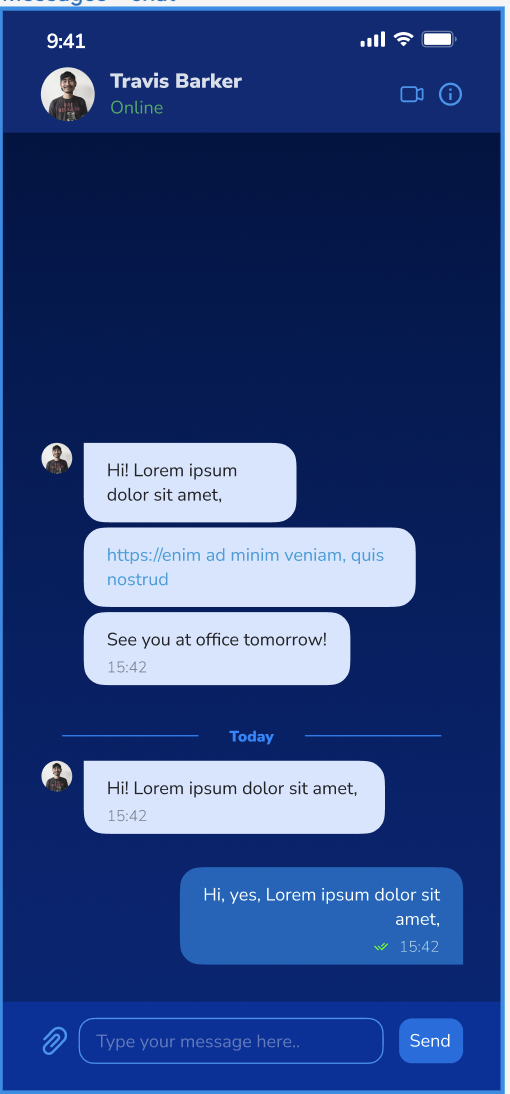 9:41
Travis Barker
Online
Hi! Lorem ipsum
dolor sit amet,
https://enim ad minim veniam, quis
nostrud
See you at office tomorrow!
15:42
Today
Hi! Lorem ipsum dolor sit amet,
15:42
Hi, yes, Lorem ipsum dolor sit
amet,
15:42
Type your message here..
Send